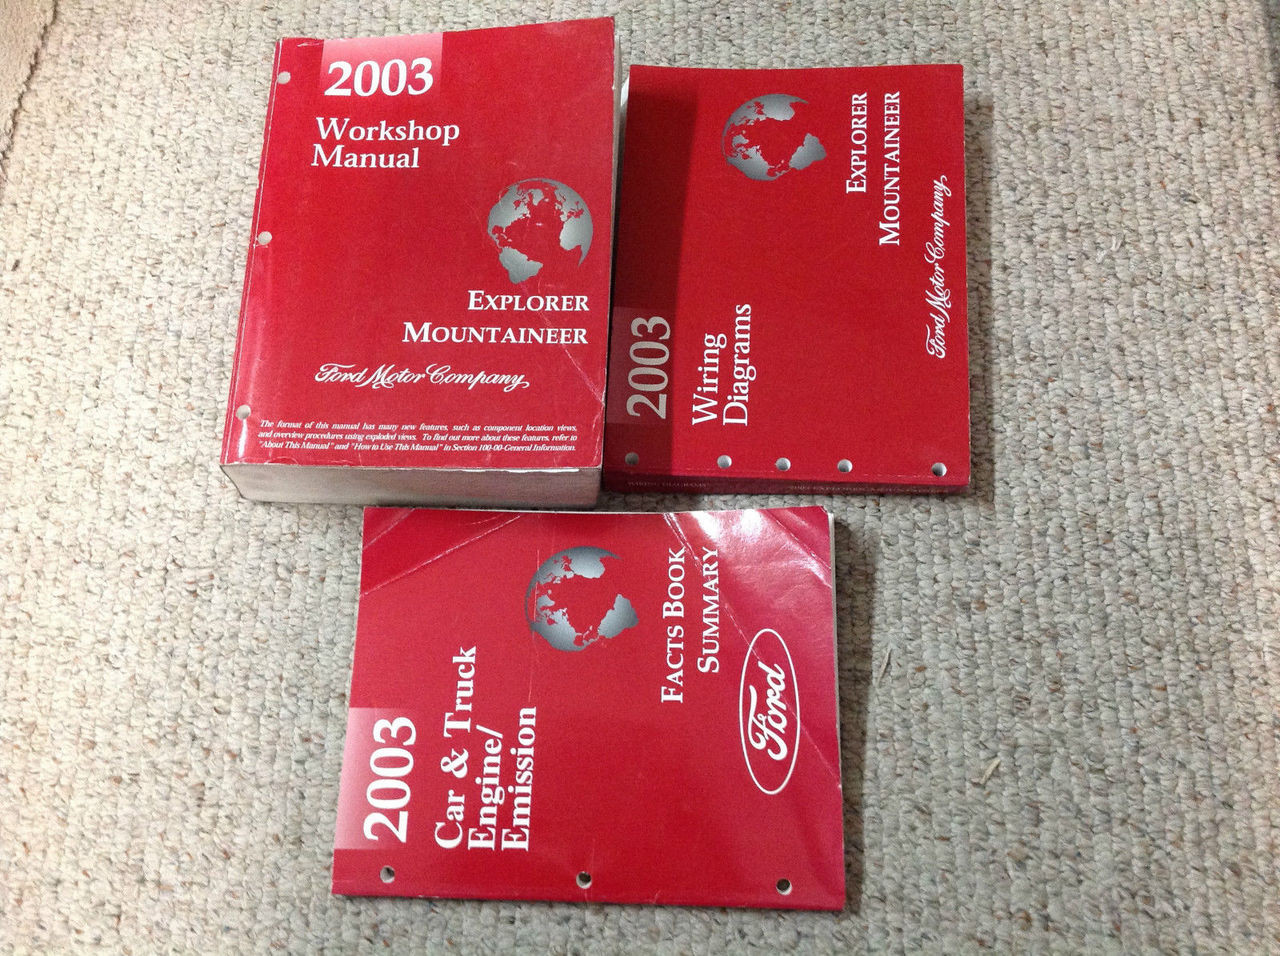 2003
Workshop
Manual
EXPLORER
MOUNTAINEER
Ford Motor Company
The format of this manual has many new features, such as component location views,
and overview procedures using exploded views. To find out more about these features, refer to
"About This Manual" and "How to Use This Manual" in Section 100-00-General Information.
2003
Wiring
Diagrams
EXPLORER
MOUNTAINEER
Ford Motor Company
WIRING DIAGRAMS
2003
Car & Truck
Engine/
Emission
FACTS BOOK
SUMMARY
Ford